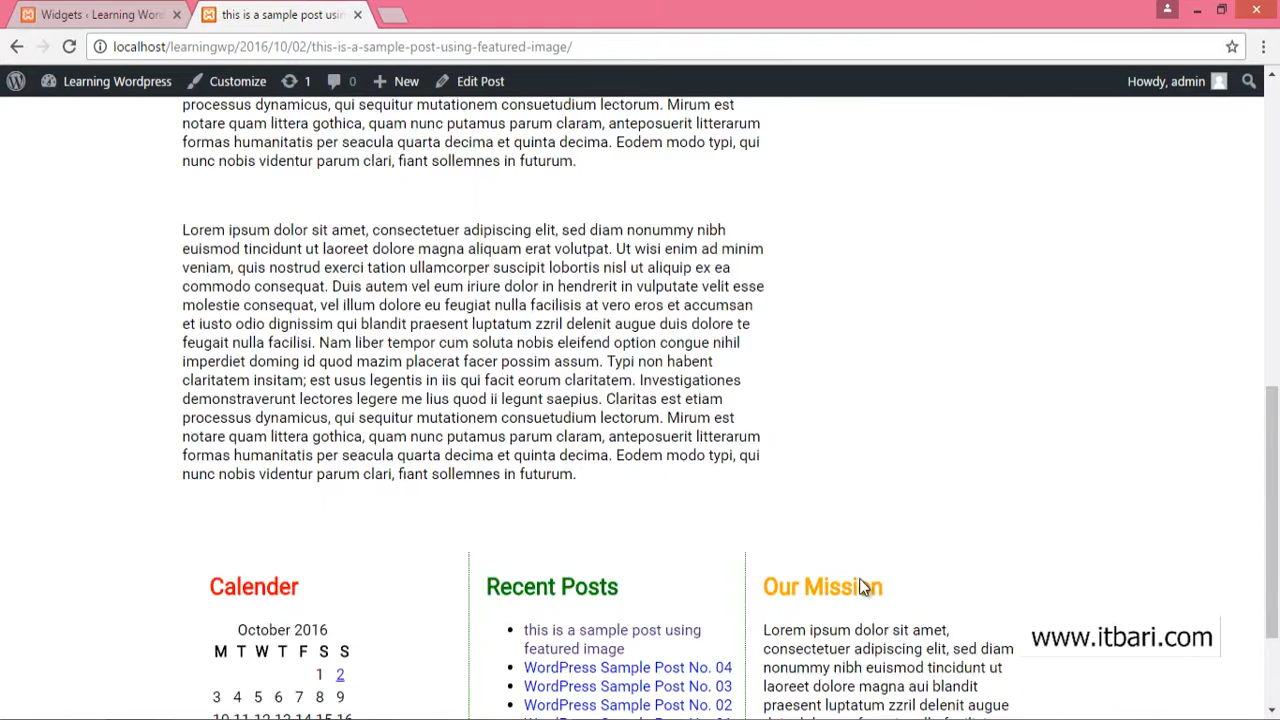 Widgets ‹ Learning Word
this is a sample post usin
localhost/learningwp/2016/10/02/this-is-a-sample-post-using-featured-image/
Learning Wordpress Customize 1 0 New Edit Post Howdy, admin
processus dynamicus, qui sequitur mutationem consuetudium lectorum. Mirum est
notare quam littera gothica, quam nunc putamus parum claram, anteposuerit litterarum
formas humanitatis per seacula quarta decima et quinta decima. Eodem modo typi, qui
nunc nobis videntur parum clari, fiant sollemnes in futurum.
Lorem ipsum dolor sit amet, consectetuer adipiscing elit, sed diam nonummy nibh
euismod tincidunt ut laoreet dolore magna aliquam erat volutpat. Ut wisi enim ad minim
veniam, quis nostrud exerci tation ullamcorper suscipit lobortis nisl ut aliquip ex ea
commodo consequat. Duis autem vel eum iriure dolor in hendrerit in vulputate velit esse
molestie consequat, vel illum dolore eu feugiat nulla facilisis at vero eros et accumsan
et iusto odio dignissim qui blandit praesent luptatum zzril delenit augue duis dolore te
feugait nulla facilisi. Nam liber tempor cum soluta nobis eleifend option congue nihil
imperdiet doming id quod mazim placerat facer possim assum. Typi non habent
claritatem insitam; est usus legentis in iis qui facit eorum claritatem. Investigationes
demonstraverunt lectores legere me lius quod ii legunt saepius. Claritas est etiam
processus dynamicus, qui sequitur mutationem consuetudium lectorum. Mirum est
notare quam littera gothica, quam nunc putamus parum claram, anteposuerit litterarum
formas humanitatis per seacula quarta decima et quinta decima. Eodem modo typi, qui
nunc nobis videntur parum clari, fiant sollemnes in futurum.
Calender
October 2016
M T W T F S S
1 2
3 4 5 6 7 8 9
10 11 12 13 14 15 16
Recent Posts
this is a sample post using
featured image
WordPress Sample Post No. 04
WordPress Sample Post No. 03
WordPress Sample Post No. 02
Our Mission
Lorem ipsum dolor sit amet,
consectetuer adipiscing elit, sed diam
nonummy nibh euismod tincidunt ut
laoreet dolore magna aui blandit
praesent luptatum zzril delenit augue
www.itbari.com